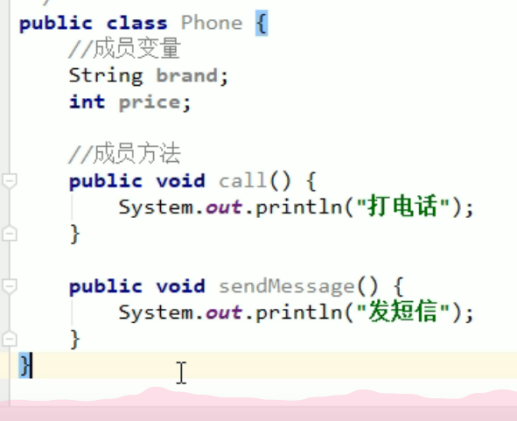 public class Phone {
//成员变量
String brand;
int price;
//成员方法
public void call() {
System.out.println("打电话");
}
public void sendMessage() {
System.out.println("发短信");
}
}